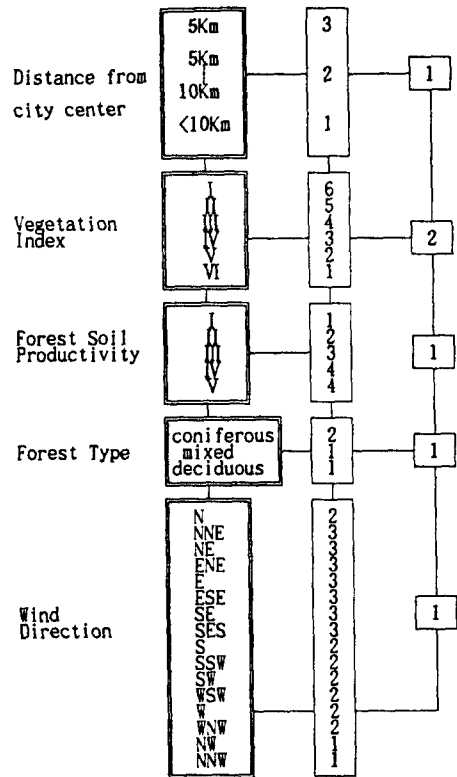 5Km 3
5Km
Distance from 2 1
10Km
city center
<10Km 1
I 6
II 5
Vegetation III 4
Index IV 3 2
V 2
VI 1
I 1
Forest Soil II 2
Productivity III 3 1
IV 4
V 4
coniferous 2
Forest Type mixed 1 1
deciduous 1
N 2
NNE 3
NE 3
ENE 3
E 3
ESE 3
Wind SE 3 1
Direction SES 3
S 2
SSW 2
SW 2
WSW 2
W 2
WNW 2
NW 1
NNW 1